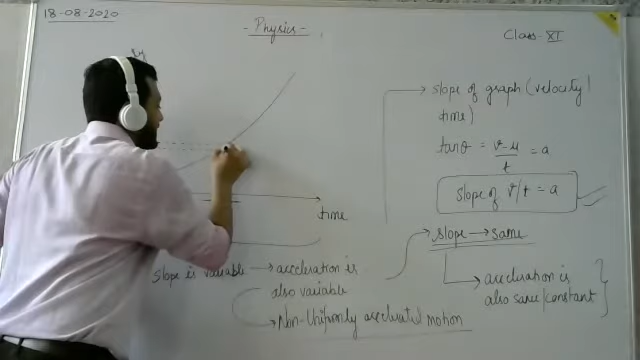 18-08-2020
- Physics -
Class - XI
time
slope of graph (velocity/
time)
tanθ = v-u/t = a
slope of v/t = a
slope → same
acceleration is
also same/constant
slope is variable → acceleration is
also variable
Non-Uniformly accelerated motion